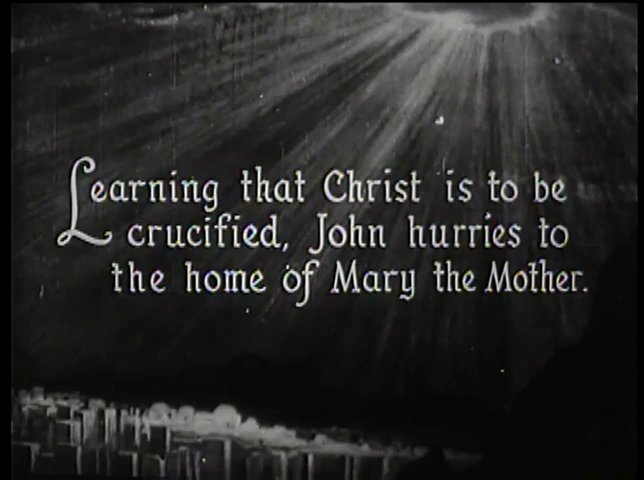 Learning that Christ is to be
crucified, John hurries to
the home of Mary the Mother.